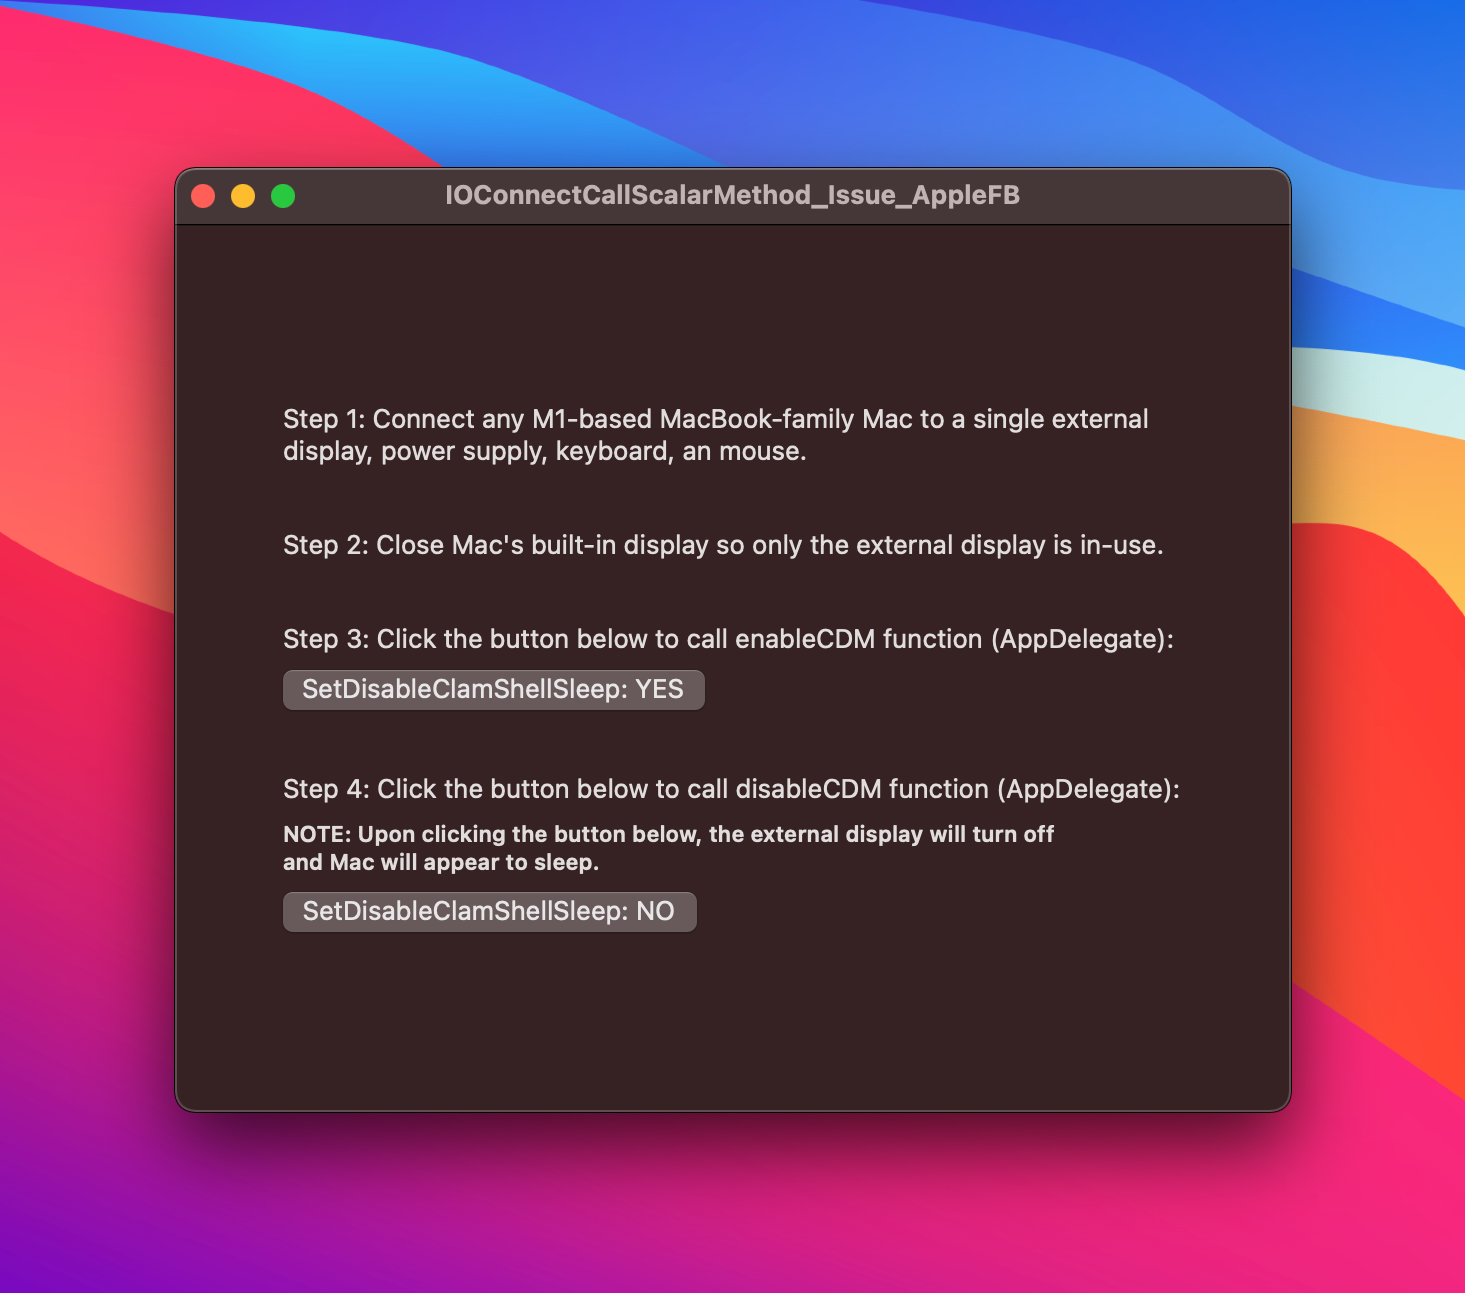 IOConnectCallScalarMethod_Issue_AppleFB
Step 1: Connect any M1-based MacBook-family Mac to a single external
display, power supply, keyboard, an mouse.
Step 2: Close Mac's built-in display so only the external display is in-use.
Step 3: Click the button below to call enableCDM function (AppDelegate):
SetDisableClamShellSleep: YES
Step 4: Click the button below to call disableCDM function (AppDelegate):
NOTE: Upon clicking the button below, the external display will turn off
and Mac will appear to sleep.
SetDisableClamShellSleep: NO